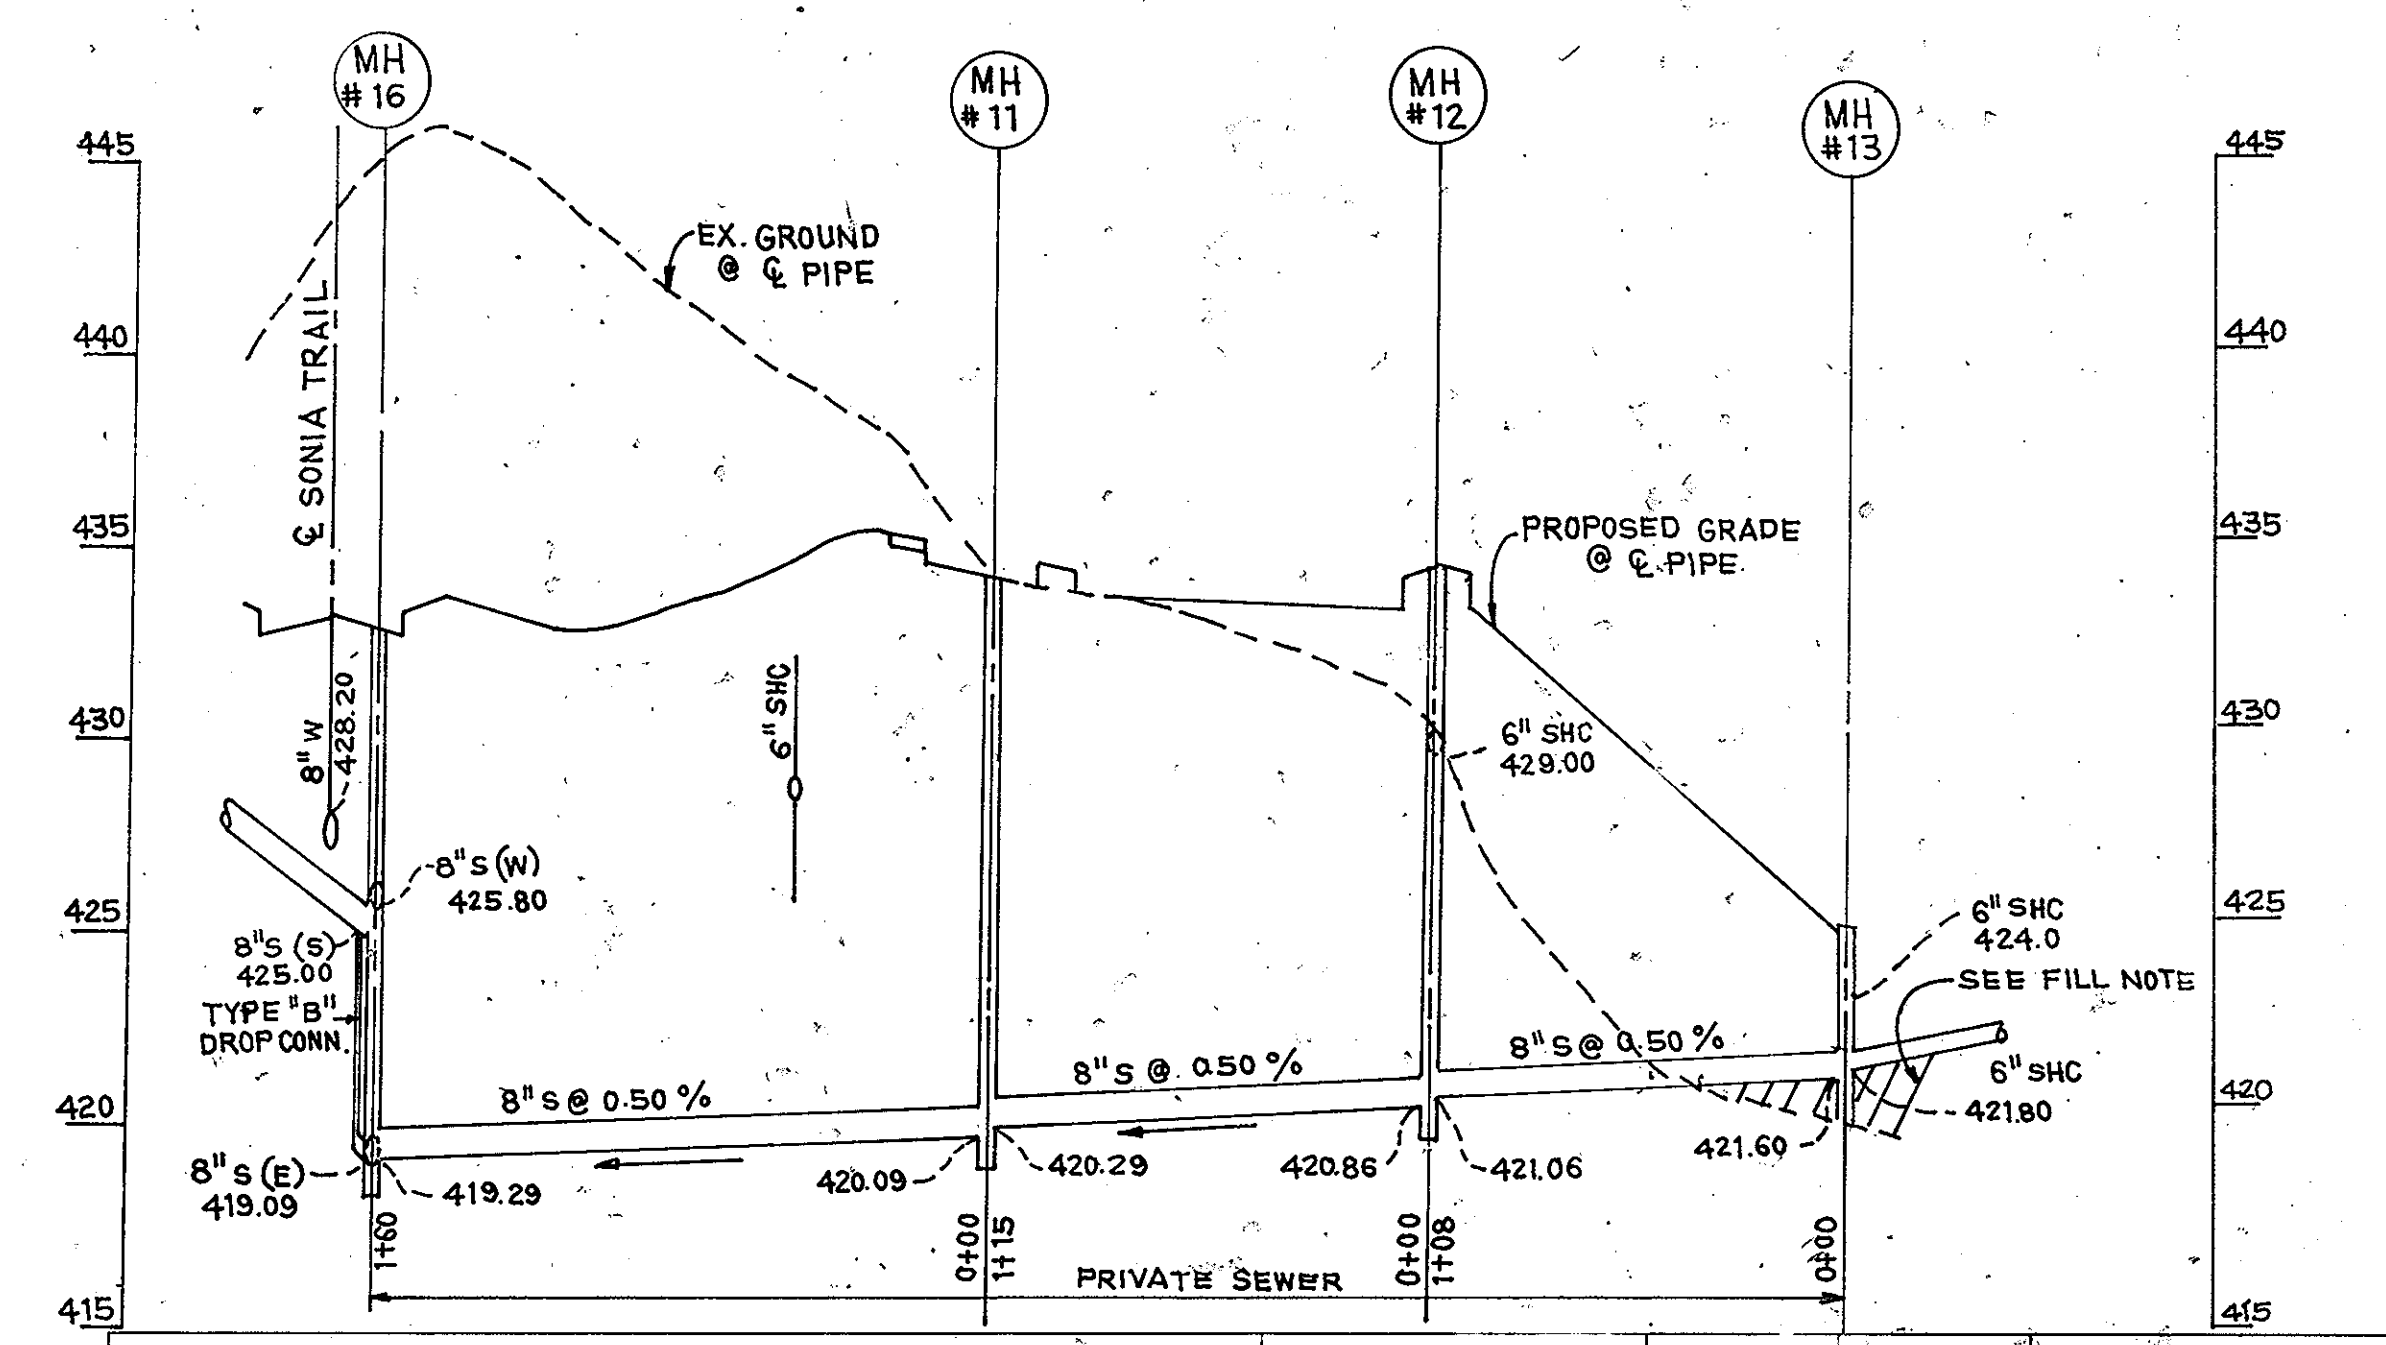 MH
# 16
MH
# 11
MH
#12
MH
#13
445
440
435
430
425
420
415
445
440
435
430
425
420
415
EX. GROUND
@ ℄ PIPE
℄ SONIA TRAIL
PROPOSED GRADE
@ ℄ PIPE
8" W
428.20
6" SHC
6" SHC
429.00
8"S (W)
425.80
8"S (S)
425.00
TYPE "B"
DROP CONN.
6" SHC
424.0
SEE FILL NOTE
8"S @ 0.50 %
8"S @ 0.50 %
8"S @ 0.50 %
6" SHC
421.80
8"S (E)
419.09
419.29
420.09
420.29
420.86
421.06
421.60
1+60
0+00
1+15
0+00
1+08
0+00
PRIVATE SEWER